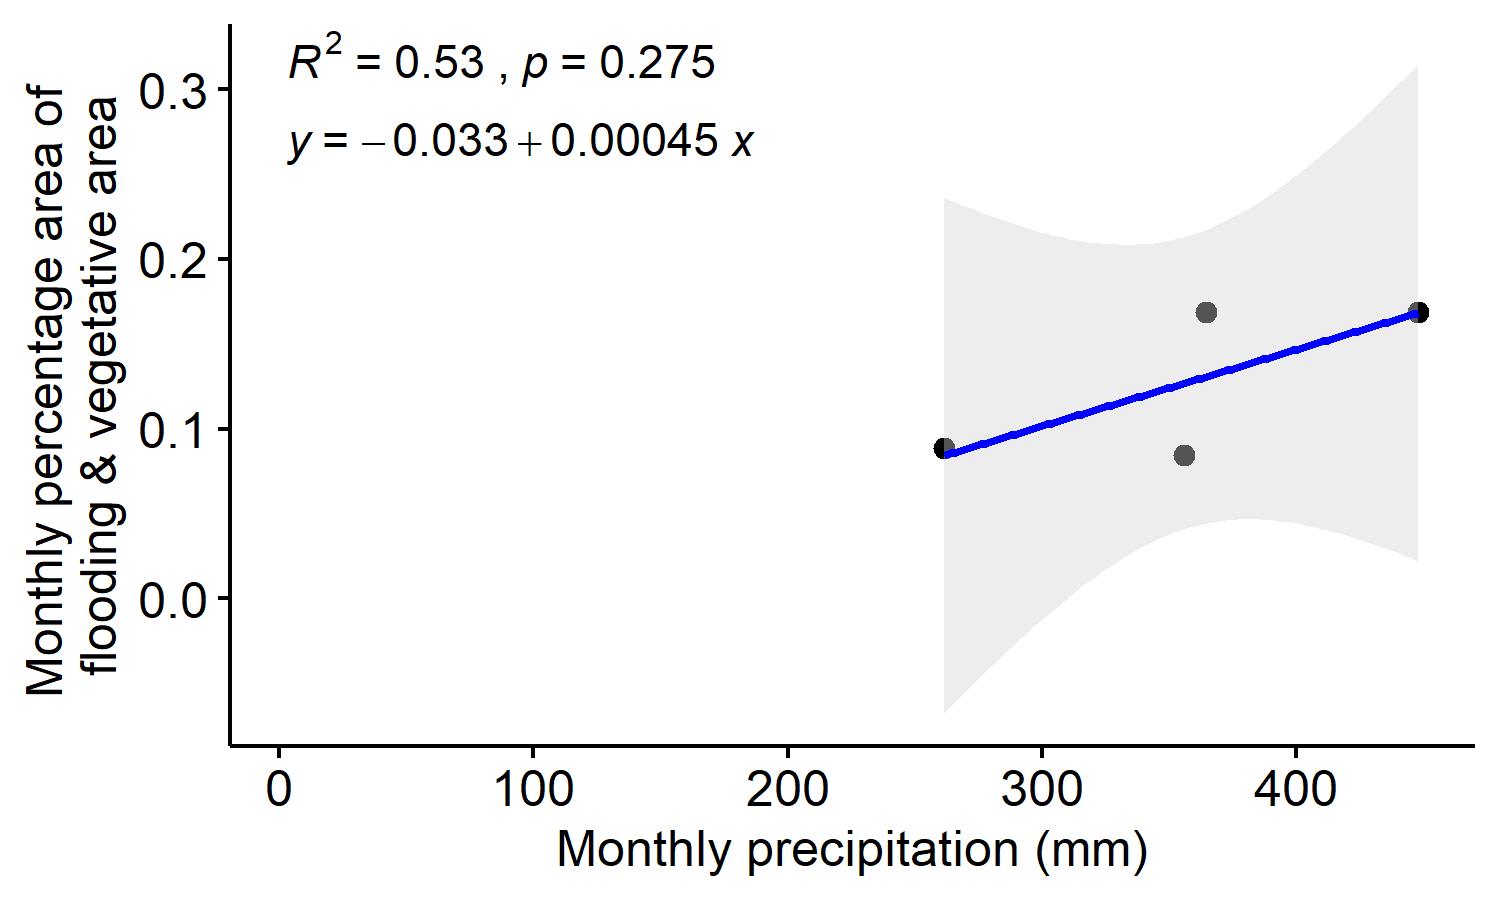 R² = 0.53 , p = 0.275
y = −0.033 + 0.00045 x
Monthly percentage area of
flooding & vegetative area
0.3
0.2
0.1
0.0
0 100 200 300 400
Monthly precipitation (mm)